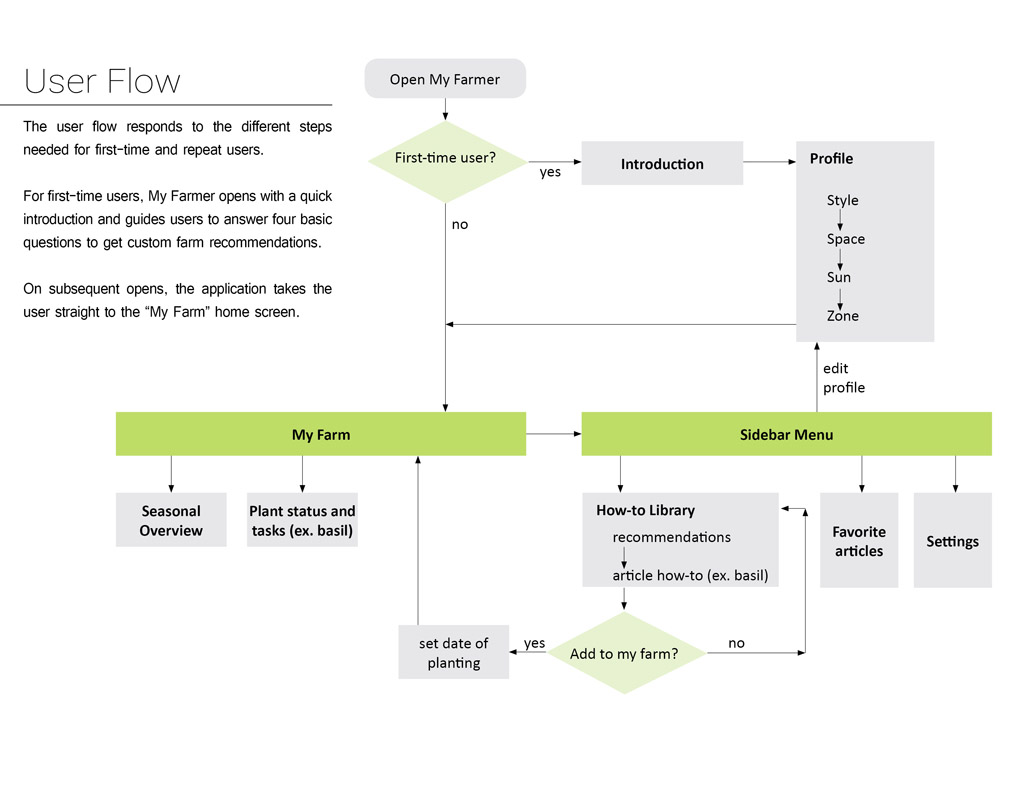 User Flow
The user flow responds to the different steps
needed for first-time and repeat users.
For first-time users, My Farmer opens with a quick
introduction and guides users to answer four basic
questions to get custom farm recommendations.
On subsequent opens, the application takes the
user straight to the “My Farm” home screen.
Open My Farmer
First-time user?
yes
no
Introduction
Profile
Style
Space
Sun
Zone
edit
profile
My Farm
Sidebar Menu
Seasonal
Overview
Plant status and
tasks (ex. basil)
How-to Library
recommendations
article how-to (ex. basil)
Favorite
articles
Settings
set date of
planting
yes
Add to my farm?
no